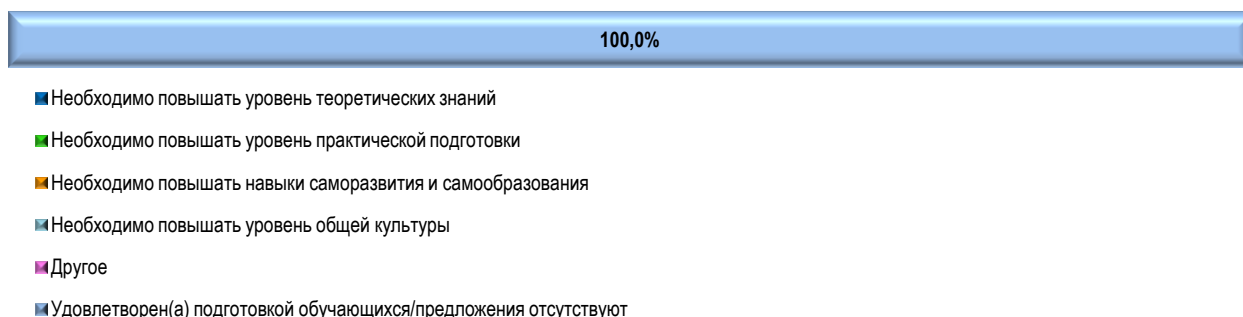 100,0%
Необходимо повышать уровень теоретических знаний
Необходимо повышать уровень практической подготовки
Необходимо повышать навыки саморазвития и самообразования
Необходимо повышать уровень общей культуры
Другое
Удовлетворен(а) подготовкой обучающихся/предложения отсутствуют